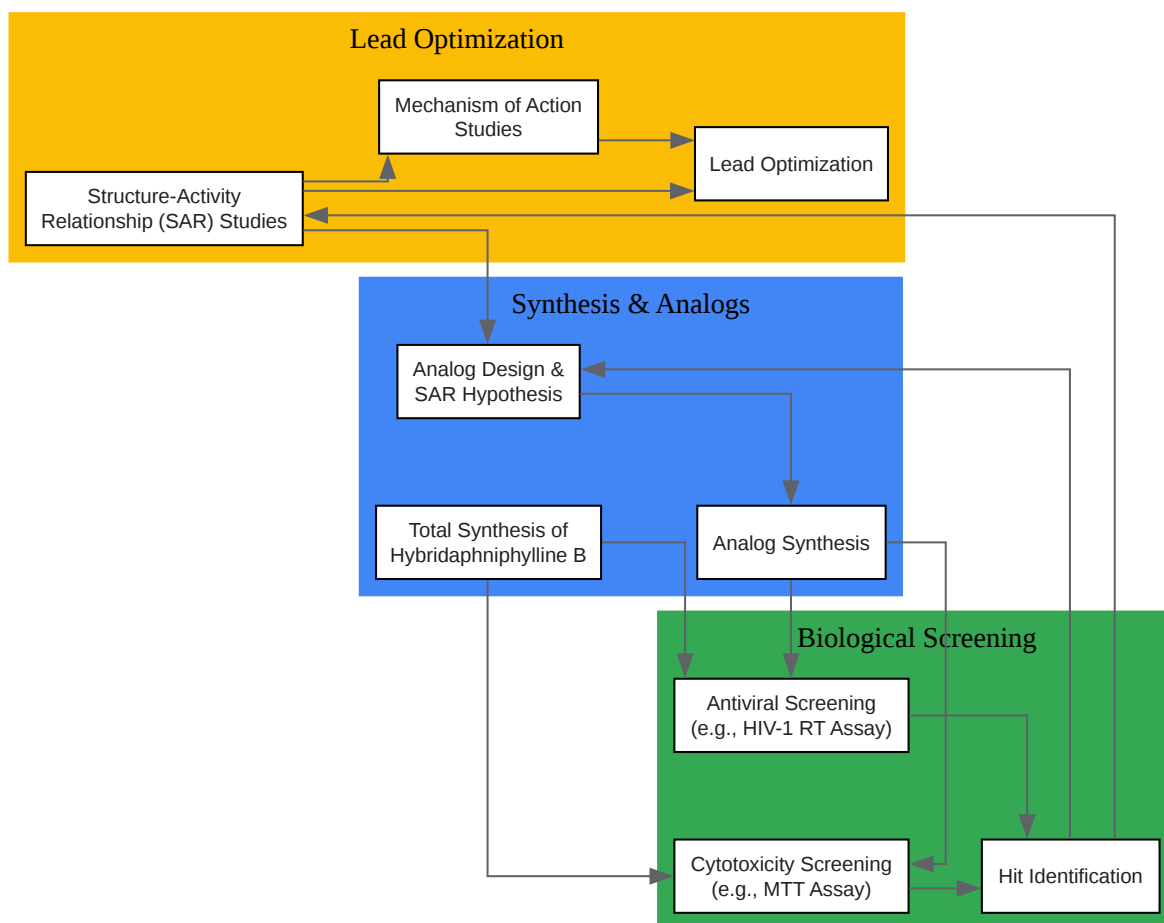 Lead Optimization
Mechanism of Action
Studies
Lead Optimization
Structure-Activity
Relationship (SAR) Studies
Synthesis & Analogs
Analog Design &
SAR Hypothesis
Total Synthesis of
Hybridaphniphylline B
Analog Synthesis
Biological Screening
Antiviral Screening
(e.g., HIV-1 RT Assay)
Cytotoxicity Screening
(e.g., MTT Assay)
Hit Identification